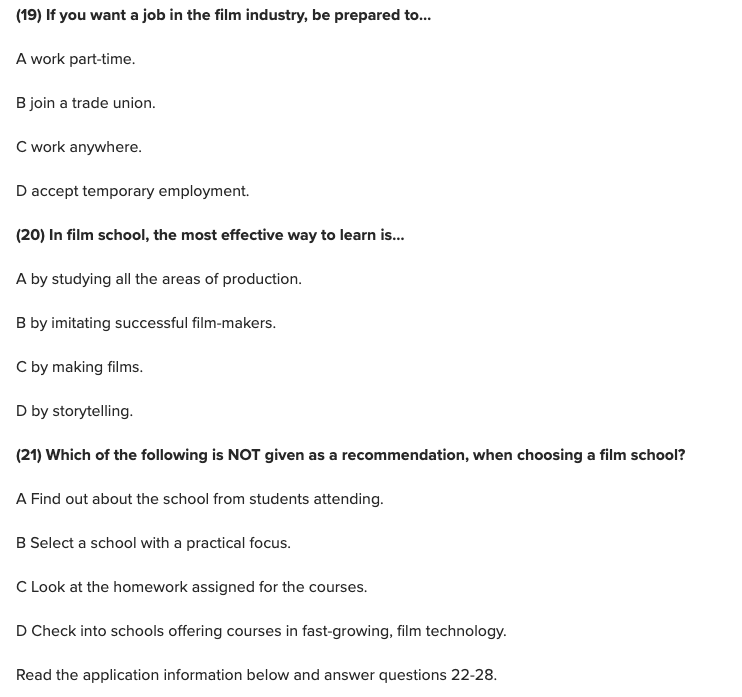 (19) If you want a job in the film industry, be prepared to...
A work part-time.
B join a trade union.
C work anywhere.
D accept temporary employment.
(20) In film school, the most effective way to learn is...
A by studying all the areas of production.
B by imitating successful film-makers.
C by making films.
D by storytelling.
(21) Which of the following is NOT given as a recommendation, when choosing a film school?
A Find out about the school from students attending.
B Select a school with a practical focus.
C Look at the homework assigned for the courses.
D Check into schools offering courses in fast-growing, film technology.
Read the application information below and answer questions 22-28.